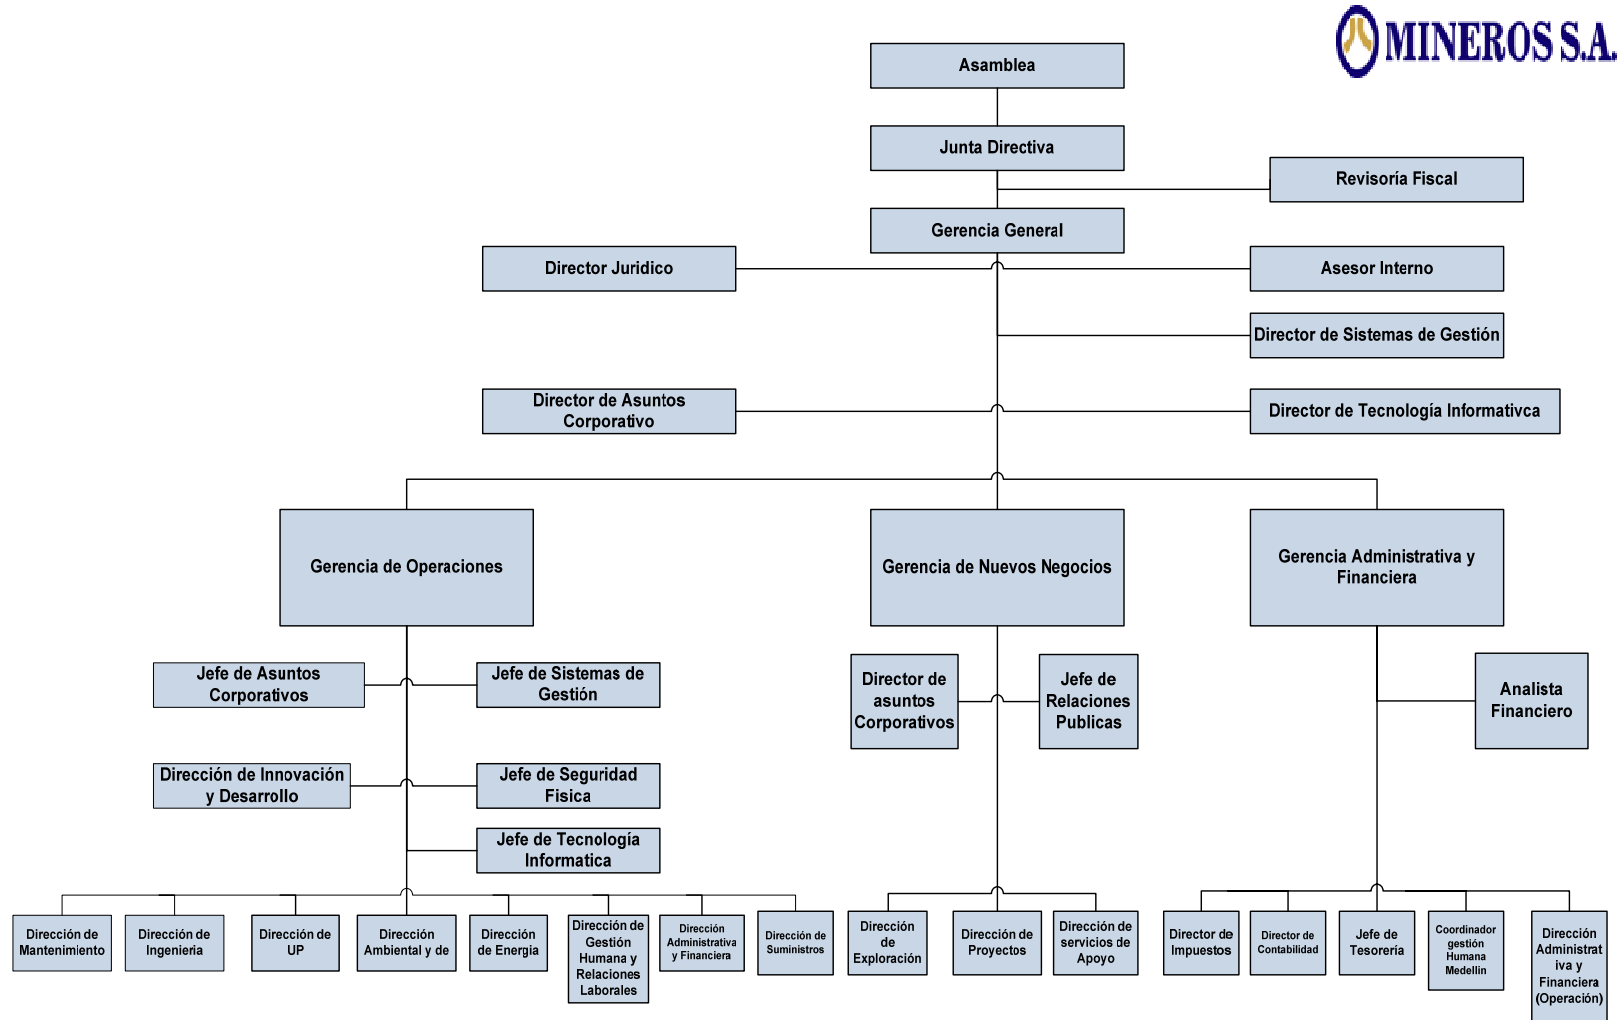 MINEROS S.A.
Asamblea
Junta Directiva
Revisoría Fiscal
Gerencia General
Director Juridico
Asesor Interno
Director de Sistemas de Gestión
Director de Asuntos
Corporativo
Director de Tecnología Informativca
Gerencia de Operaciones
Gerencia de Nuevos Negocios
Gerencia Administrativa y
Financiera
Jefe de Asuntos
Corporativos
Jefe de Sistemas de
Gestión
Director de
asuntos
Corporativos
Jefe de
Relaciones
Publicas
Analista
Financiero
Dirección de Innovación
y Desarrollo
Jefe de Seguridad
Fisica
Jefe de Tecnología
Informatica
Dirección de
Mantenimiento
Dirección de
Ingenieria
Dirección de
UP
Dirección
Ambiental y de
Dirección
de Energia
Dirección de
Gestión
Humana y
Relaciones
Laborales
Dirección
Administrativa
y Financiera
Dirección de
Suministros
Dirección
de
Exploración
Dirección de
Proyectos
Dirección de
servicios de
Apoyo
Director de
Impuestos
Director de
Contabilidad
Jefe de
Tesorería
Coordinador
gestión
Humana
Medellin
Dirección
Administrat
iva y
Financiera
(Operación)